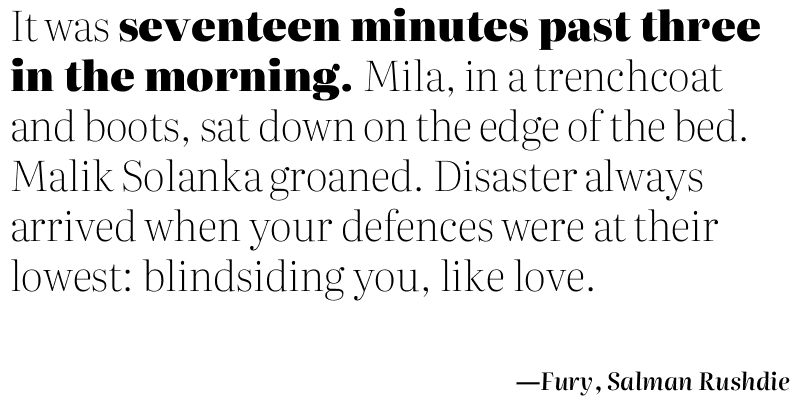 It was seventeen minutes past three
in the morning. Mila, in a trenchcoat
and boots, sat down on the edge of the bed.
Malik Solanka groaned. Disaster always
arrived when your defences were at their
lowest: blindsiding you, like love.
—Fury, Salman Rushdie